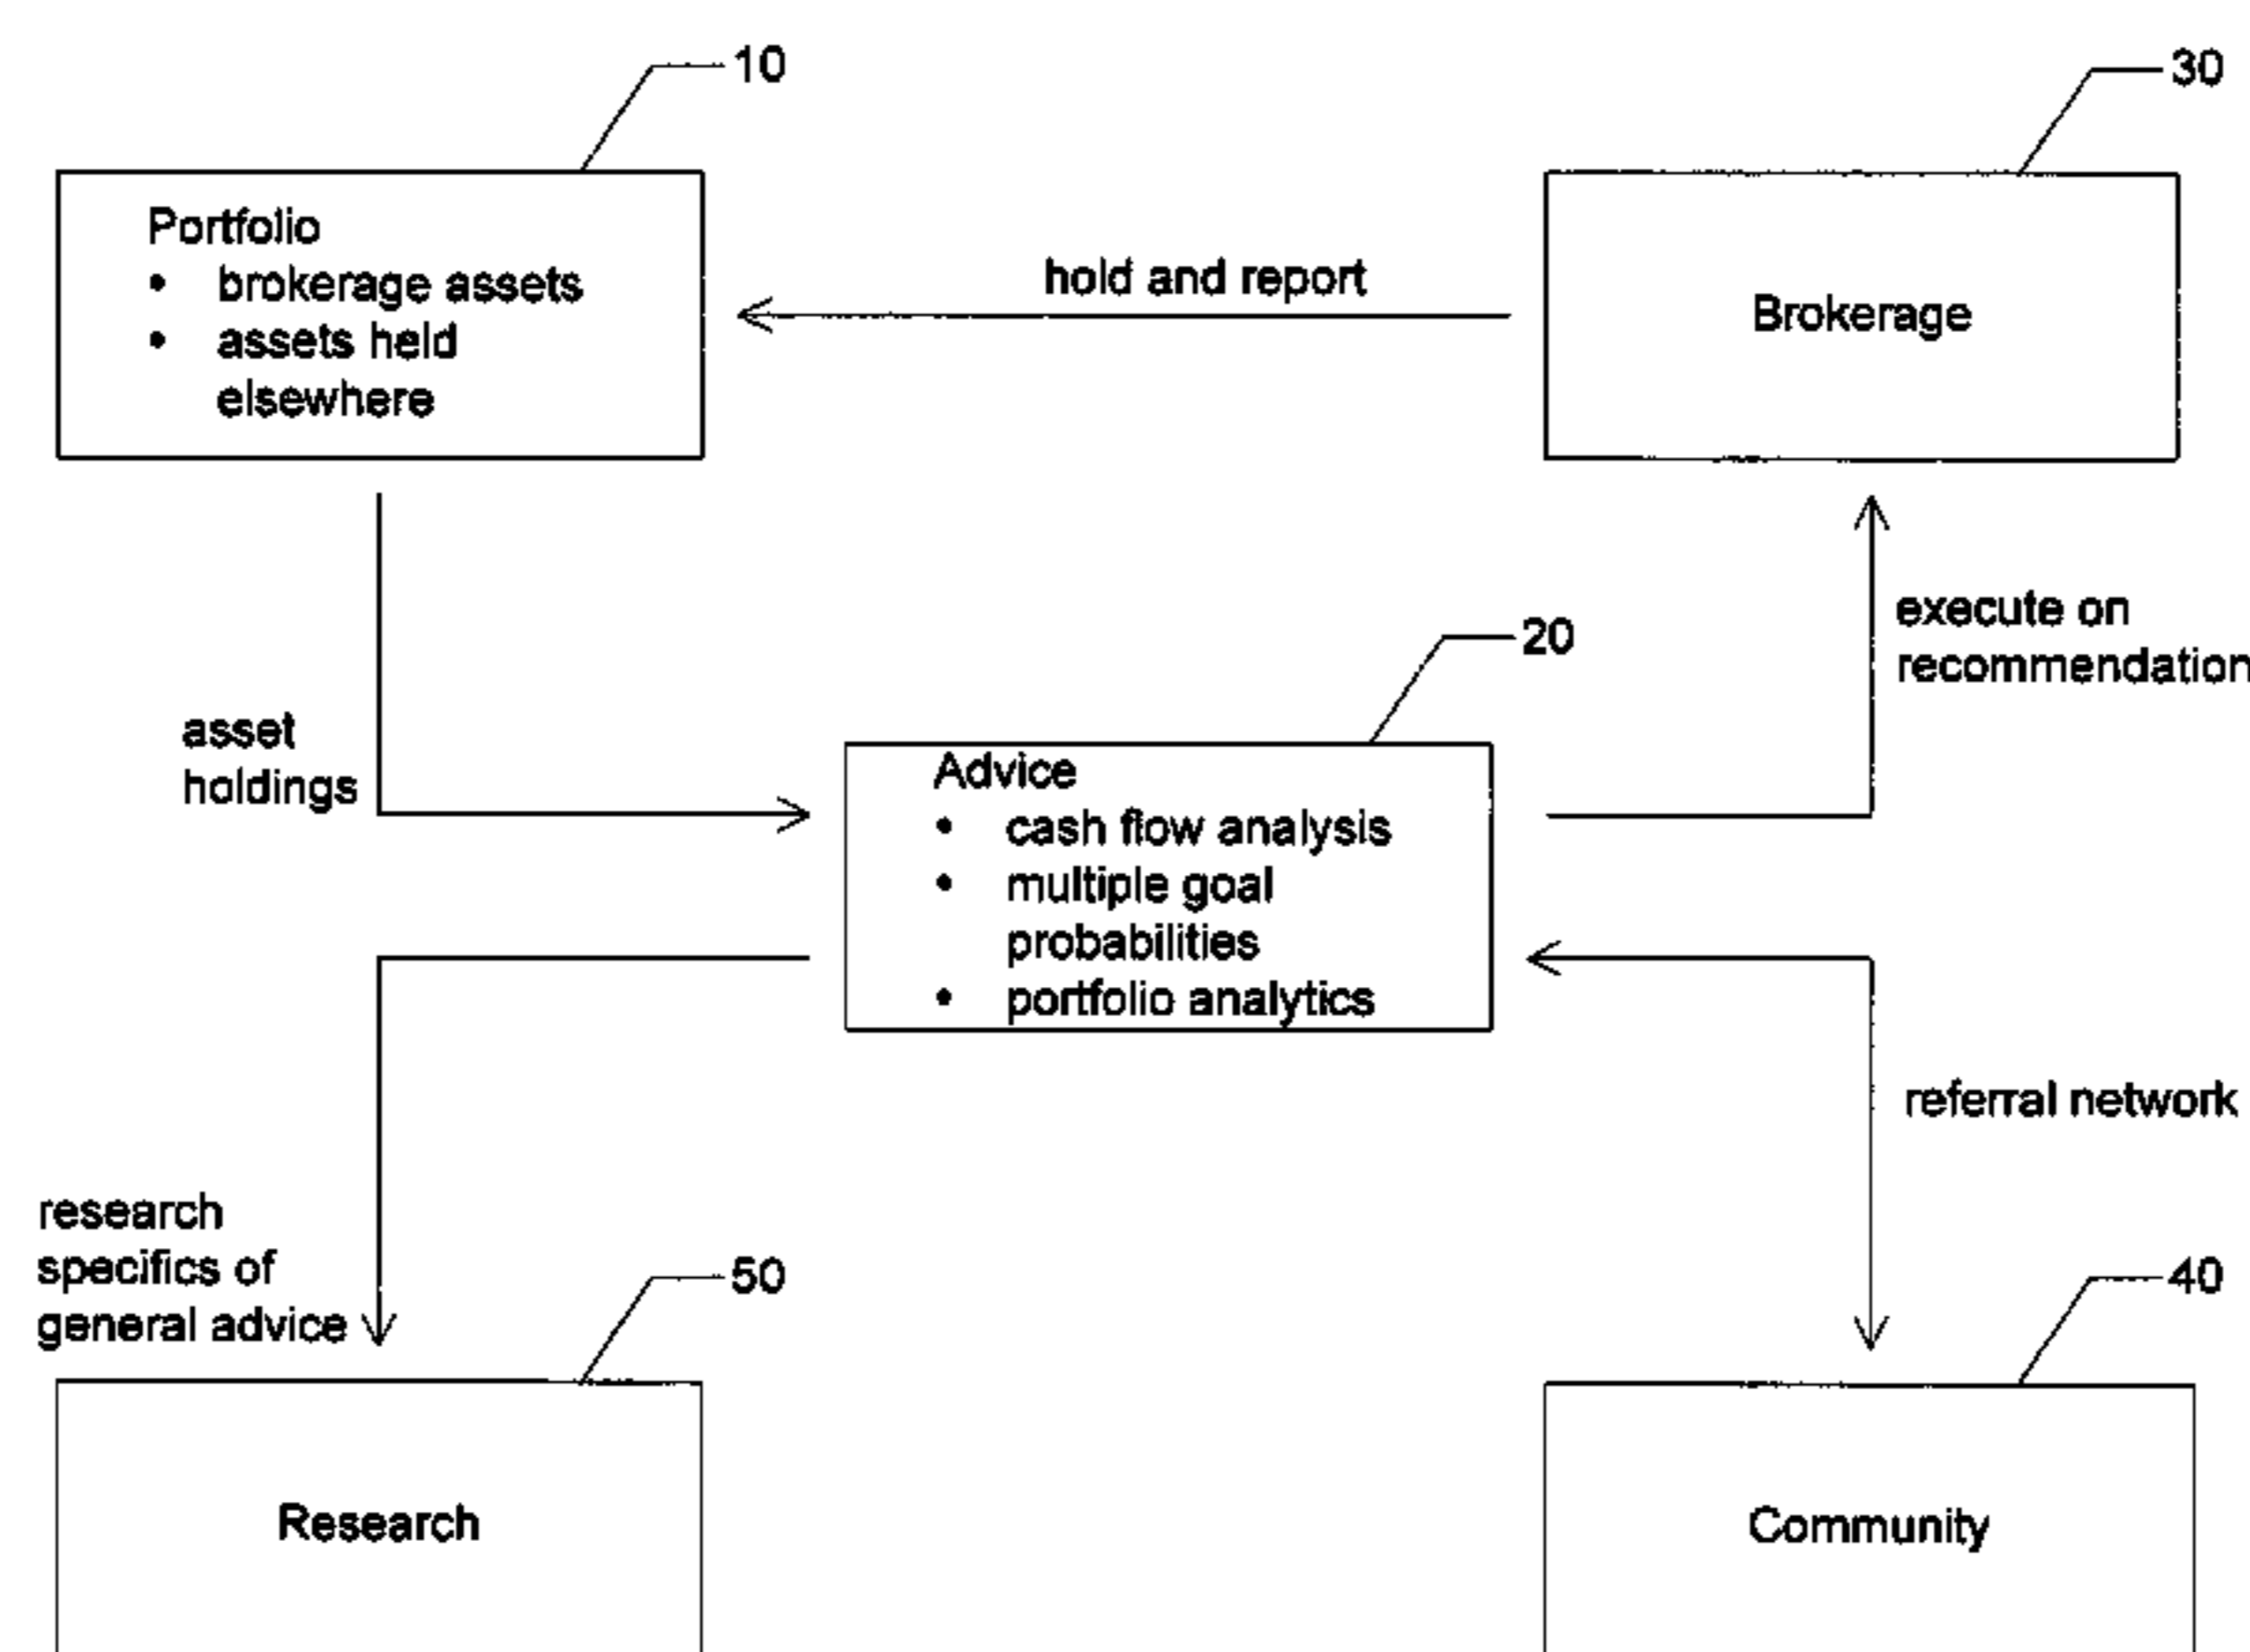 10
30
Portfolio
• brokerage assets
• assets held
elsewhere
hold and report
Brokerage
execute on
recommendation
20
asset
holdings
Advice
• cash flow analysis
• multiple goal
probabilities
• portfolio analytics
referral network
research
specifics of
general advice
50
40
Research
Community